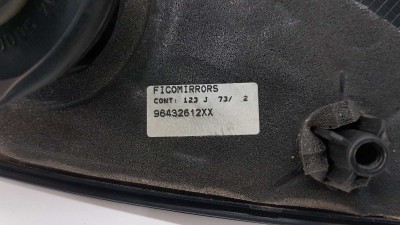 FICOMIRRORS
CONT: 123 J 73/ 2
96432612XX